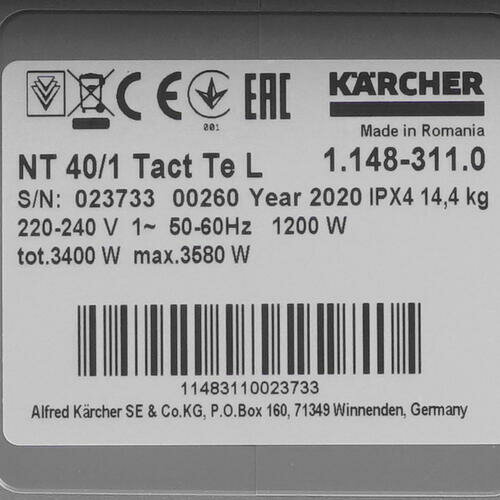 CE EAC KÄRCHER
001
Made in Romania
NT 40/1 Tact Te L 1.148-311.0
S/N: 023733 00260 Year 2020 IPX4 14,4 kg
220-240 V 1~ 50-60Hz 1200 W
tot.3400 W max.3580 W
11483110023733
Alfred Kärcher SE & Co.KG, P.O.Box 160, 71349 Winnenden, Germany